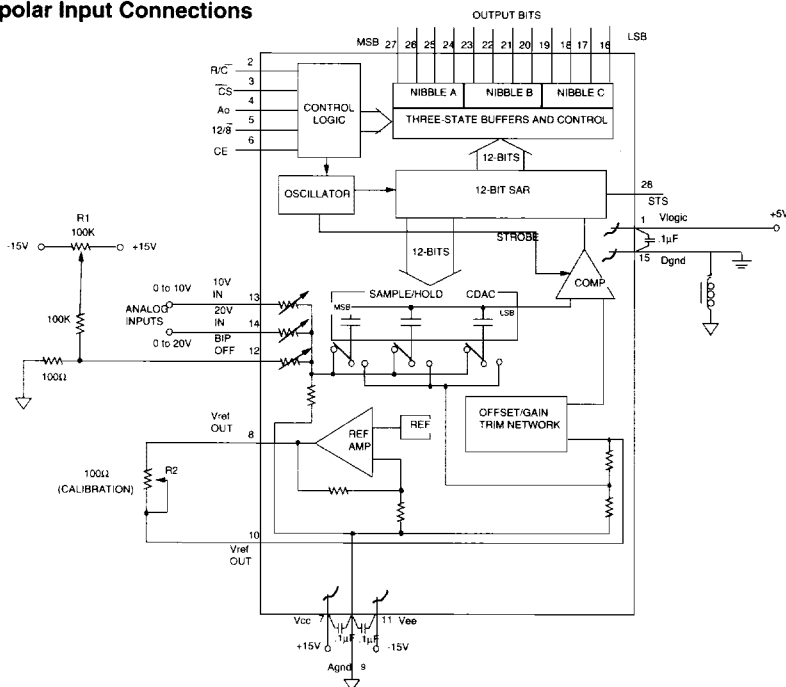 polar Input Connections
OUTPUT BITS
MSB 27 26 25 24 23 22 21 20 19 18 17 16 LSB
2
R/C̅
3
C̅S̅
4
Ao
5
12/8̅
6
CE
CONTROL LOGIC
NIBBLE A NIBBLE B NIBBLE C
THREE-STATE BUFFERS AND CONTROL
12-BITS
OSCILLATOR
12-BIT SAR
28
STS
R1
100K
-15V +15V
1 Vlogic
+5V
.1µF
15 Dgnd
12-BITS
STROBE
COMP
0 to 10V
10V IN
13
ANALOG INPUTS
20V IN
14
0 to 20V
BIP OFF
12
SAMPLE/HOLD CDAC
MSB
LSB
100K
100Ω
Vref OUT
8
REF AMP
REF
OFFSET/GAIN TRIM NETWORK
100Ω
R2
(CALIBRATION)
10
Vref OUT
Vcc 7
11 Vee
.1µF .1µF
+15V -15V
Agnd 9